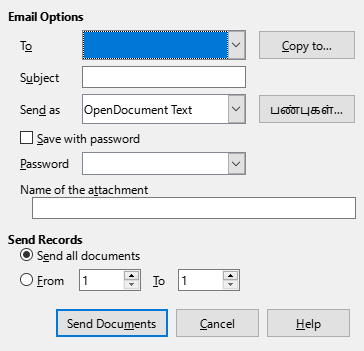 Email Options
To
Copy to...
Subject
Send as OpenDocument Text பண்புகள்...
Save with password
Password
Name of the attachment
Send Records
Send all documents
From 1 To 1
Send Documents Cancel Help